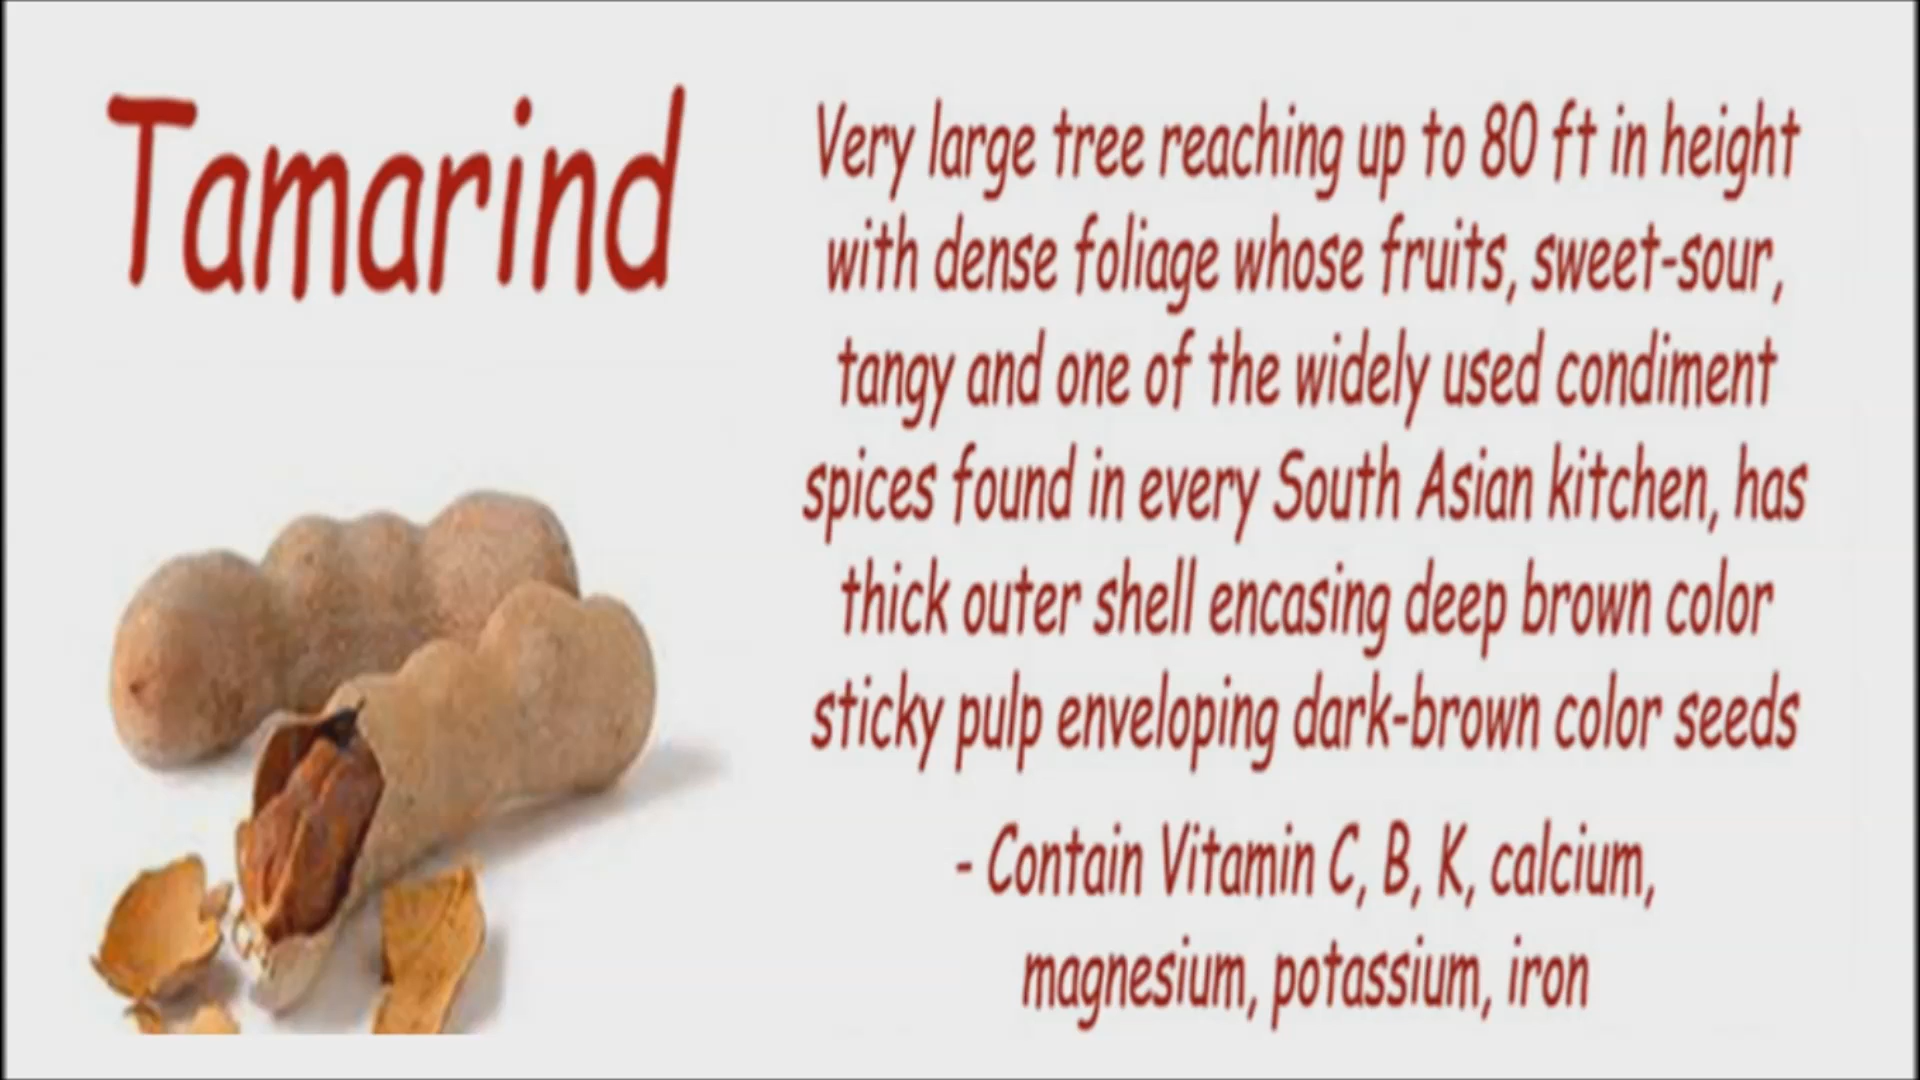 Tamarind
Very large tree reaching up to 80 ft in height
with dense foliage whose fruits, sweet-sour,
tangy and one of the widely used condiment
spices found in every South Asian kitchen, has
thick outer shell encasing deep brown color
sticky pulp enveloping dark-brown color seeds
- Contain Vitamin C, B, K, calcium,
magnesium, potassium, iron